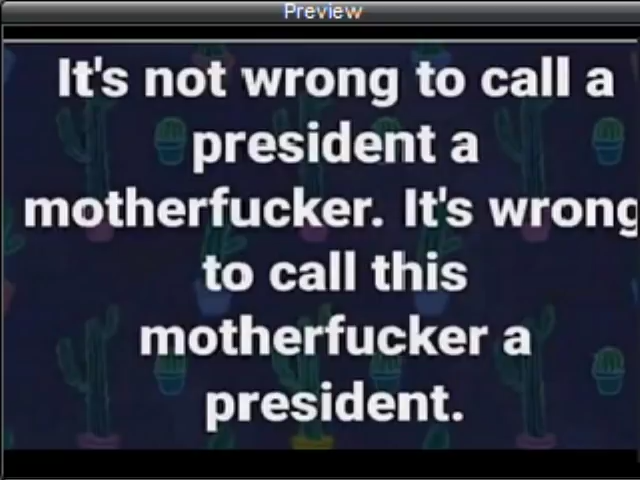 Preview
It's not wrong to call a
president a
motherfucker. It's wrong
to call this
motherfucker a
president.